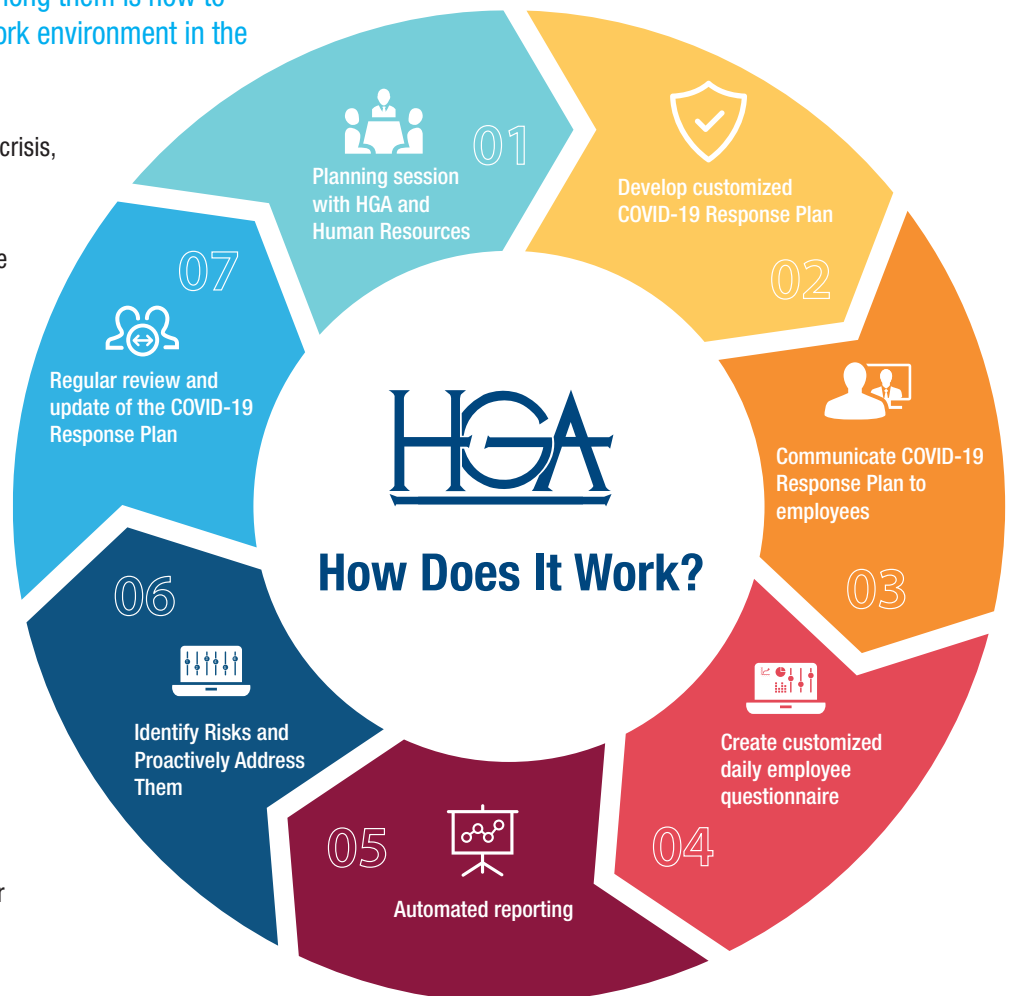 among them is how to
work environment in the
crisis,
e
r
01
Planning session
with HGA and
Human Resources
Develop customized
COVID-19 Response Plan
02
Communicate COVID-19
Response Plan to
employees
03
Create customized
daily employee
questionnaire
04
05
Automated reporting
06
Identify Risks and
Proactively Address
Them
07
Regular review and
update of the COVID-19
Response Plan
HGA
How Does It Work?